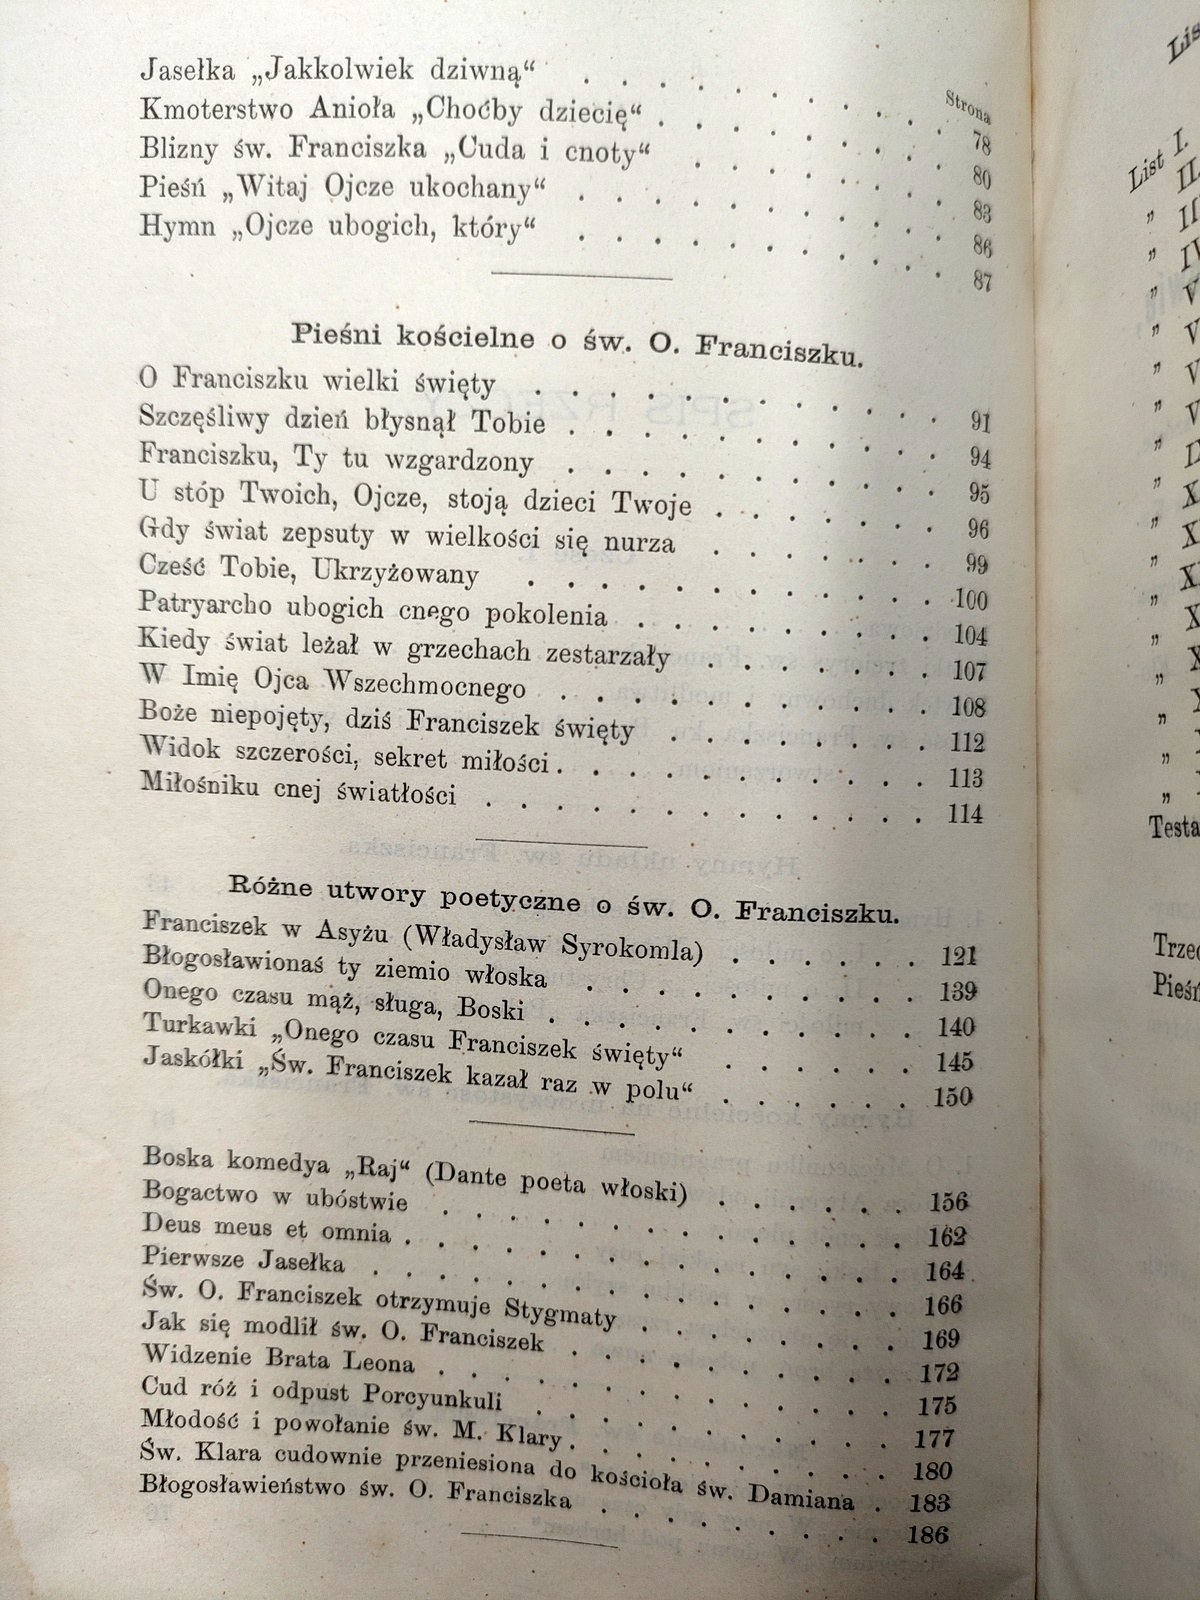 Strona
Jasełka „Jakkolwiek dziwną“ . . . . . . . . . . 78
Kmoterstwo Anioła „Choćby dziecię“ . . . . . . . . 80
Blizny św. Franciszka „Cuda i cnoty“ . . . . . . . 83
Pieśń „Witaj Ojcze ukochany“ . . . . . . . . . . 86
Hymn „Ojcze ubogich, który“ . . . . . . . . . . 87
Pieśni kościelne o św. O. Franciszku.
O Franciszku wielki święty . . . . . . . . . . . 91
Szczęśliwy dzień błysnął Tobie . . . . . . . . . . 94
Franciszku, Ty tu wzgardzony . . . . . . . . . . 95
U stóp Twoich, Ojcze, stoją dzieci Twoje . . . . . . 96
Gdy świat zepsuty w wielkości się nurza . . . . . . 99
Cześć Tobie, Ukrzyżowany . . . . . . . . . . . 100
Patryarcho ubogich cnego pokolenia . . . . . . . . 104
Kiedy świat leżał w grzechach zestarzały . . . . . . 107
W Imię Ojca Wszechmocnego . . . . . . . . . . 108
Boże niepojęty, dziś Franciszek święty . . . . . . . 112
Widok szczerości, sekret miłości . . . . . . . . . . 113
Miłośniku cnej światłości . . . . . . . . . . . . 114
Różne utwory poetyczne o św. O. Franciszku.
Franciszek w Asyżu (Władysław Syrokomla) . . . . . . 121
Błogosławionaś ty ziemio włoska . . . . . . . . . 139
Onego czasu mąż, sługa, Boski . . . . . . . . . . 140
Turkawki „Onego czasu Franciszek święty“ . . . . . . 145
Jaskółki „Św. Franciszek kazał raz w polu“ . . . . . . 150
Boska komedya „Raj“ (Dante poeta włoski) . . . . . . 156
Bogactwo w ubóstwie . . . . . . . . . . . . . 162
Deus meus et omnia . . . . . . . . . . . . . . 164
Pierwsze Jasełka . . . . . . . . . . . . . . . 166
Św. O. Franciszek otrzymuje Stygmaty . . . . . . . 169
Jak się modlił św. O. Franciszek . . . . . . . . . 172
Widzenie Brata Leona . . . . . . . . . . . . . 175
Cud róż i odpust Porcyunkuli . . . . . . . . . . 177
Młodość i powołanie św. M. Klary . . . . . . . . . 180
Św. Klara cudownie przeniesiona do kościoła św. Damiana . 183
Błogosławieństwo św. O. Franciszka . . . . . . . . 186
List I.